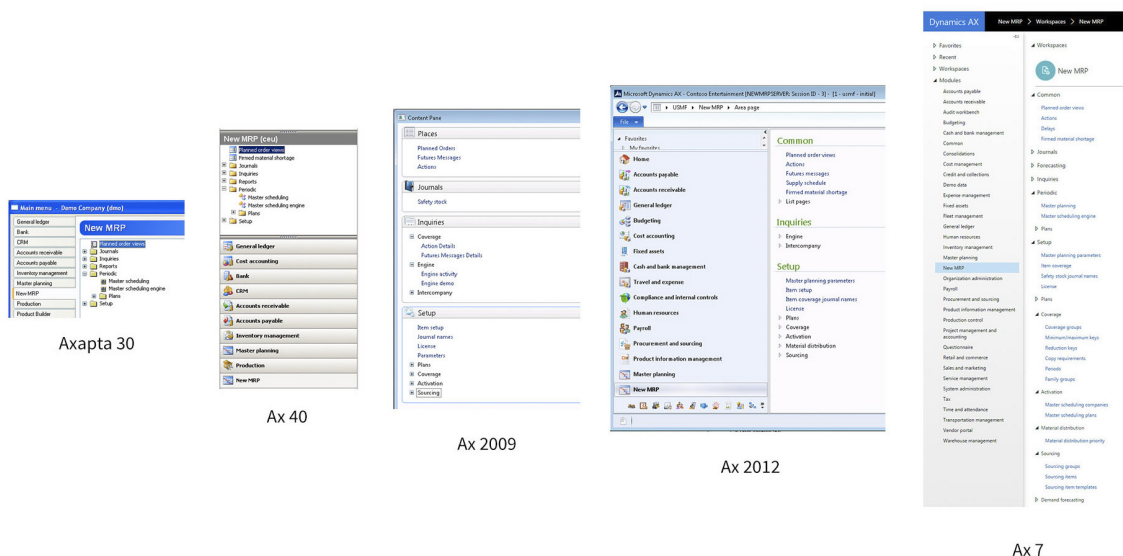 Main menu - Demo Company (dmo)
General ledger
Bank
CRM
Accounts receivable
Accounts payable
Inventory management
Master planning
New MRP
Production
Product Builder
New MRP
Planned order views
Journals
Inquiries
Reports
Periodic
Master scheduling
Master scheduling engine
Plans
Setup
Axapta 30
New MRP (ceu)
Planned order views
Firmed material shortage
Journals
Inquiries
Reports
Periodic
Master scheduling
Master scheduling engine
Plans
Setup
General ledger
Cost accounting
Bank
CRM
Accounts receivable
Accounts payable
Inventory management
Master planning
Production
New MRP
Ax 40
Content Pane
Places
Planned Orders
Futures Messages
Actions
Journals
Safety stock
Inquiries
Coverage
Action Details
Futures Messages Details
Engine
Engine activity
Engine demo
Intercompany
Setup
Item setup
Journal names
License
Parameters
Plans
Coverage
Activation
Sourcing
Ax 2009
Microsoft Dynamics AX - Contoso Entertainment [NEWMRPSERVER: Session ID - 3] - [1 - usmf - initial]
USMF
New MRP
Area page
File
Favorites
My favorites
Home
Accounts payable
Accounts receivable
General ledger
Budgeting
Cost accounting
Fixed assets
Cash and bank management
Travel and expense
Compliance and internal controls
Human resources
Payroll
Procurement and sourcing
Product information management
Master planning
New MRP
Common
Planned order views
Actions
Futures messages
Supply schedule
Firmed material shortage
List pages
Inquiries
Engine
Intercompany
Setup
Master planning parameters
Item setup
Item coverage journal names
License
Plans
Coverage
Activation
Material distribution
Sourcing
Ax 2012
Dynamics AX
New MRP > Workspaces > New MRP
Favorites
Recent
Workspaces
Modules
Accounts payable
Accounts receivable
Audit workbench
Budgeting
Cash and bank management
Common
Consolidations
Cost management
Credit and collections
Demo data
Expense management
Fixed assets
Fleet management
General ledger
Human resources
Inventory management
Master planning
New MRP
Organization administration
Payroll
Procurement and sourcing
Product information management
Production control
Project management and
accounting
Questionnaire
Retail and commerce
Sales and marketing
Service management
System administration
Tax
Time and attendance
Transportation management
Vendor portal
Warehouse management
Workspaces
New MRP
Common
Planned order views
Actions
Delays
Firmed material shortage
Journals
Forecasting
Inquiries
Periodic
Master planning
Master scheduling engine
Plans
Setup
Master planning parameters
Item coverage
Safety stock journal names
License
Plans
Coverage
Coverage groups
Minimum/maximum keys
Reduction keys
Copy requirements
Periods
Family groups
Activation
Master scheduling companies
Master scheduling plans
Material distribution
Material distribution priority
Sourcing
Sourcing groups
Sourcing items
Sourcing item templates
Demand forecasting
Ax 7